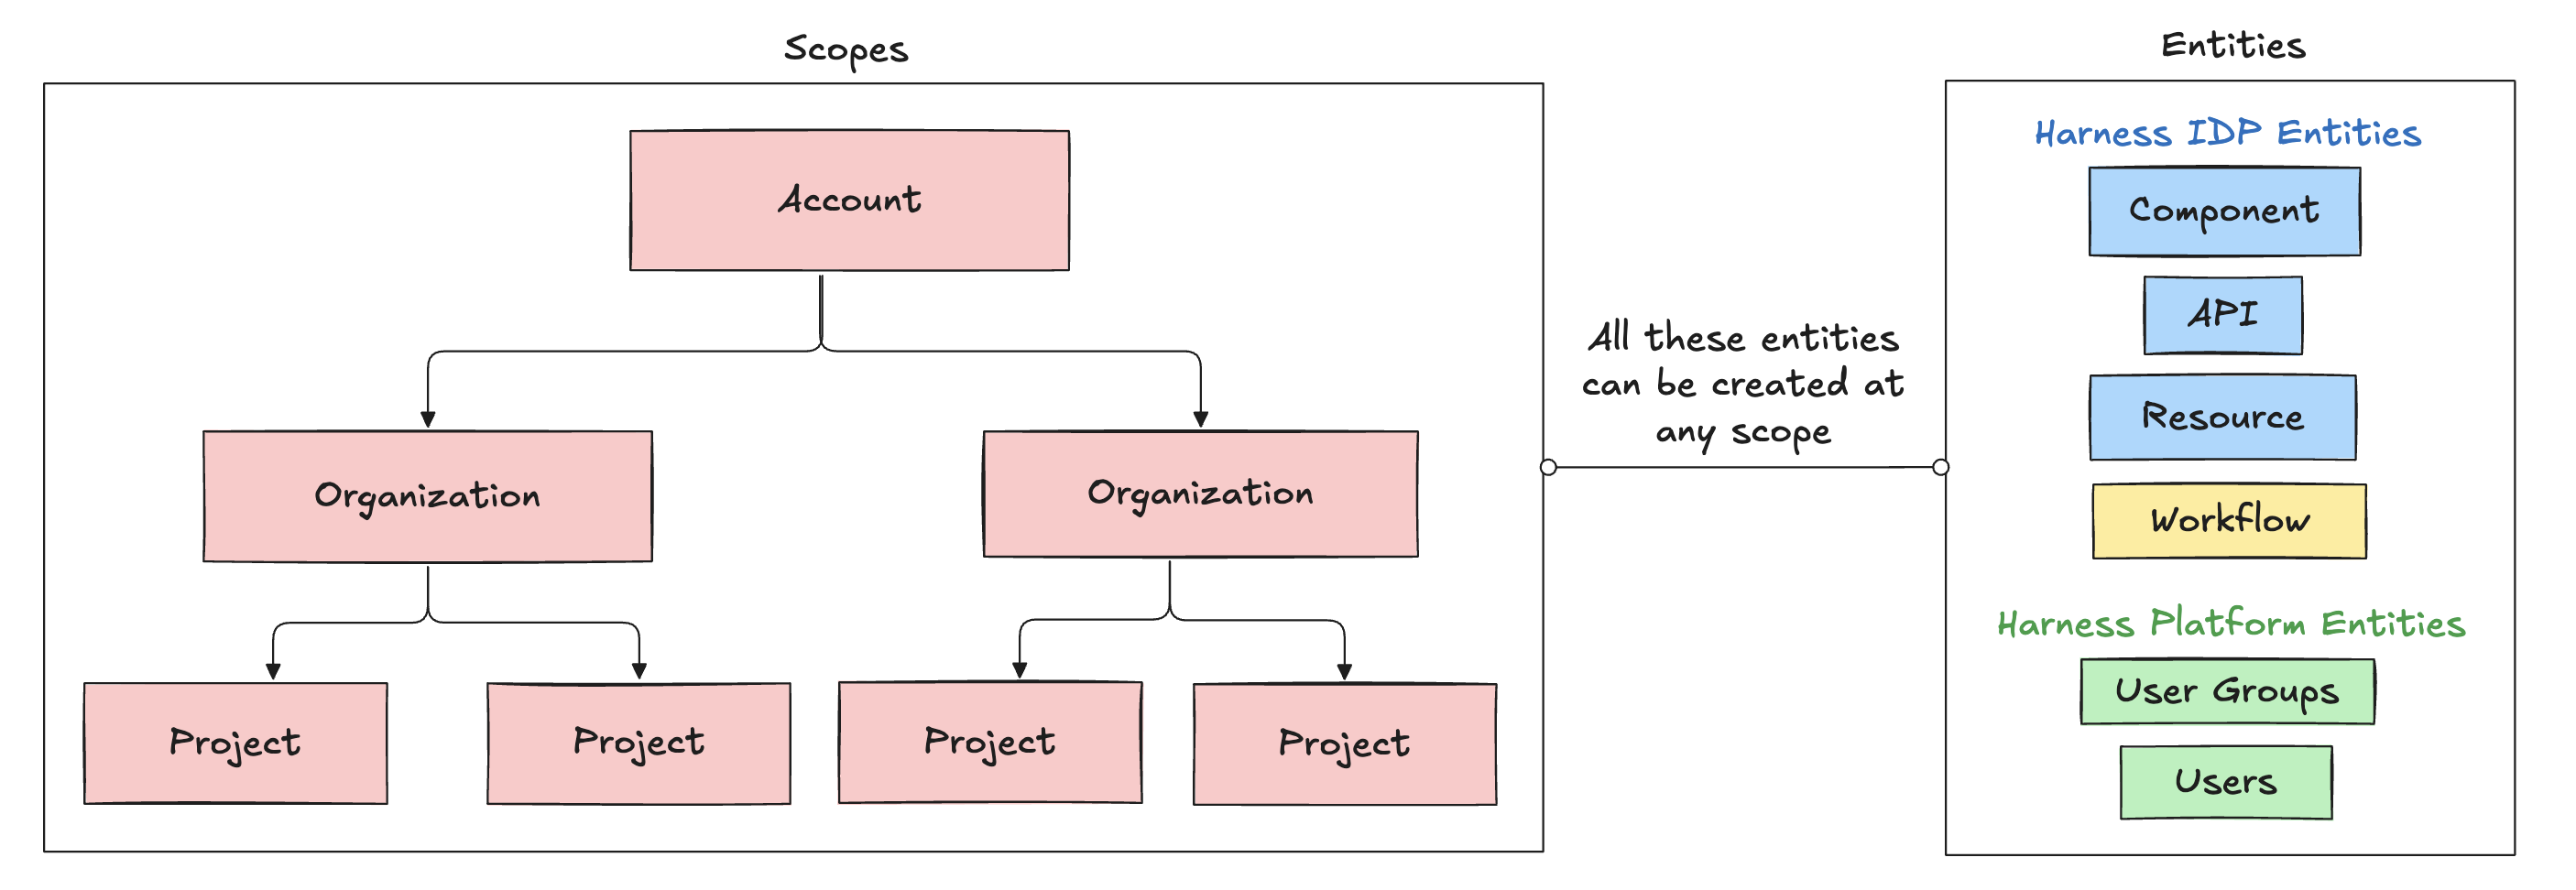 Scopes
Account
Organization
Organization
Project
Project
Project
Project
All these entities
can be created at
any scope
Entities
Harness IDP Entities
Component
API
Resource
Workflow
Harness Platform Entities
User Groups
Users